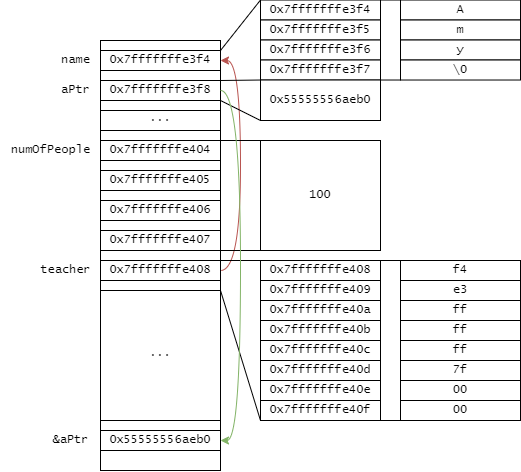 0x7fffffffe3f4 A
0x7fffffffe3f5 m
name 0x7fffffffe3f4 0x7fffffffe3f6 y
0x7fffffffe3f7 \0
aPtr 0x7fffffffe3f8
0x55555556aeb0
...
numOfPeople 0x7fffffffe404
0x7fffffffe405
100
0x7fffffffe406
0x7fffffffe407
teacher 0x7fffffffe408 0x7fffffffe408 f4
0x7fffffffe409 e3
0x7fffffffe40a ff
0x7fffffffe40b ff
... 0x7fffffffe40c ff
0x7fffffffe40d 7f
0x7fffffffe40e 00
0x7fffffffe40f 00
&aPtr 0x55555556aeb0